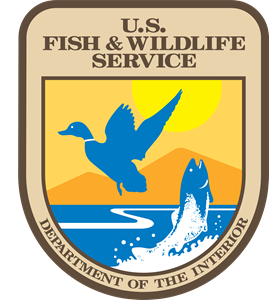 U.S.
FISH & WILDLIFE
SERVICE
DEPARTMENT OF THE INTERIOR